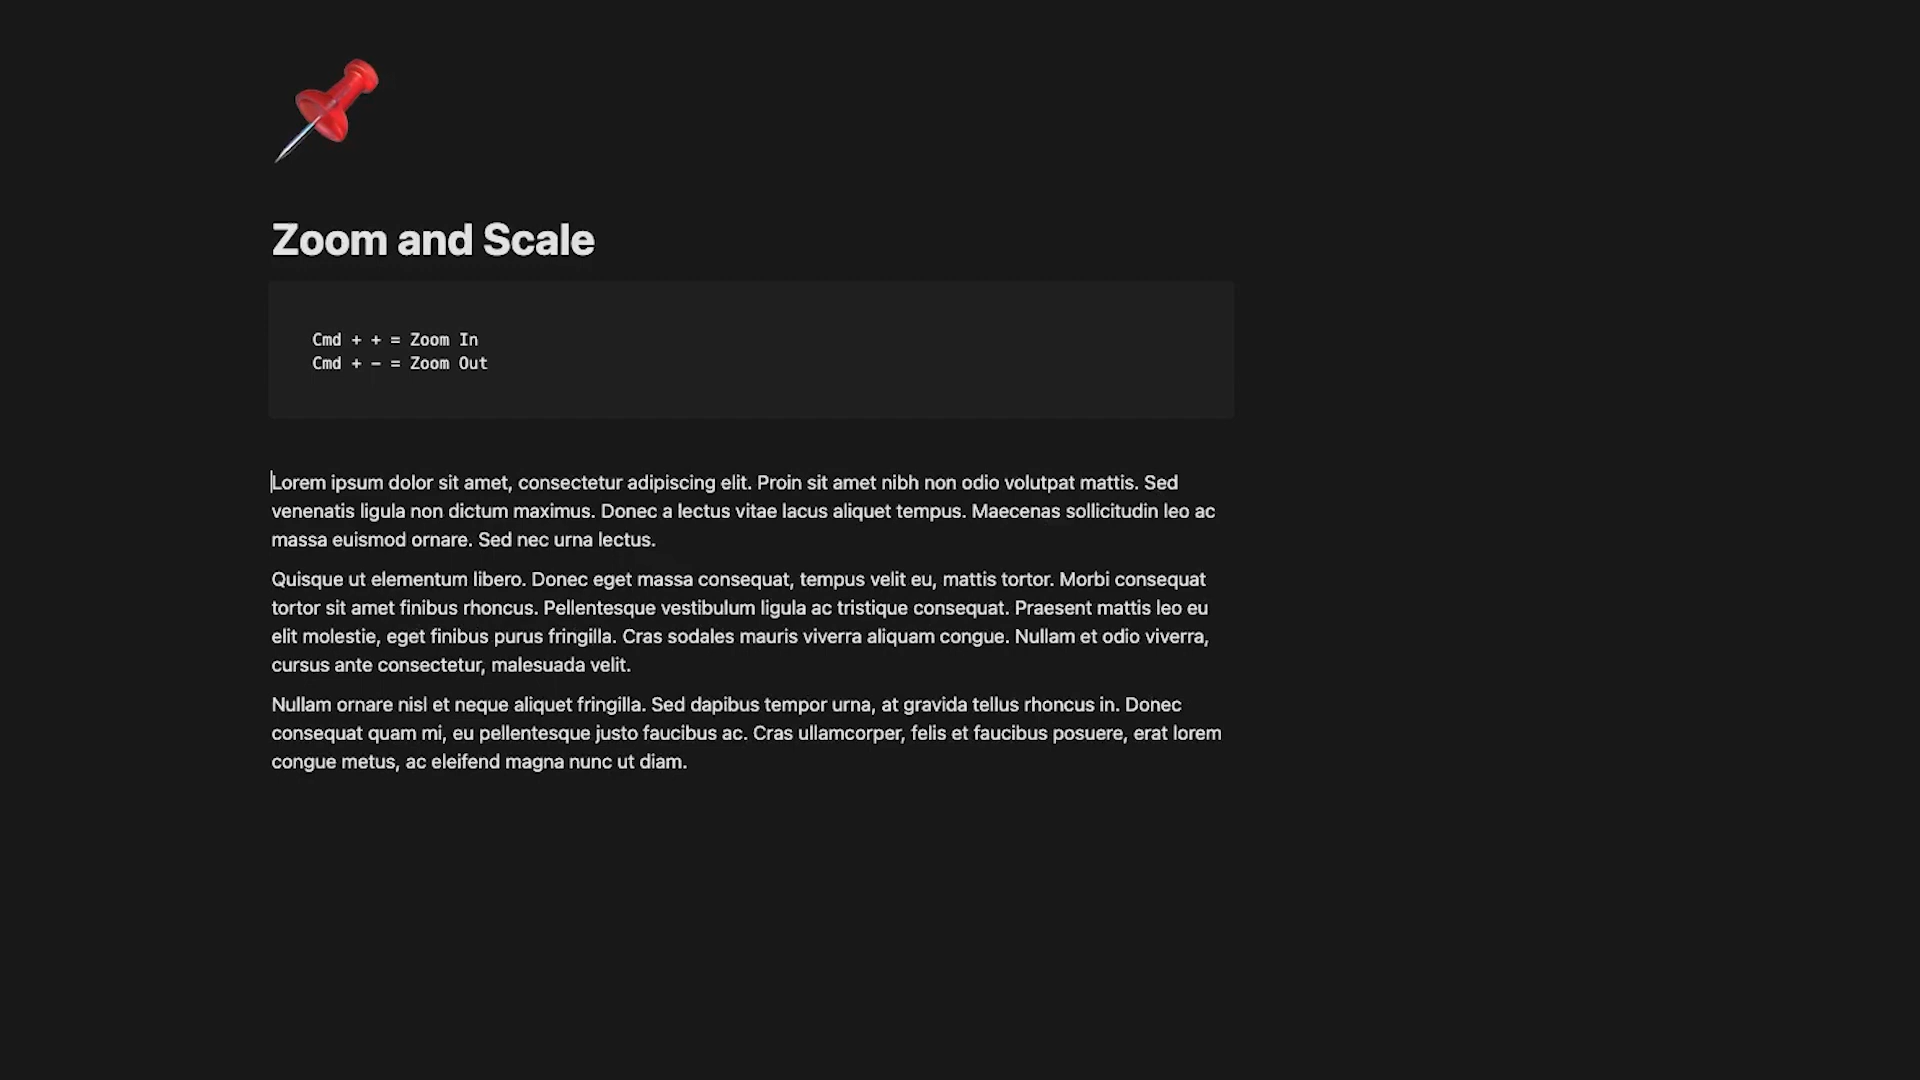 Zoom and Scale
Cmd + + = Zoom In
Cmd + - = Zoom Out
Lorem ipsum dolor sit amet, consectetur adipiscing elit. Proin sit amet nibh non odio volutpat mattis. Sed
venenatis ligula non dictum maximus. Donec a lectus vitae lacus aliquet tempus. Maecenas sollicitudin leo ac
massa euismod ornare. Sed nec urna lectus.
Quisque ut elementum libero. Donec eget massa consequat, tempus velit eu, mattis tortor. Morbi consequat
tortor sit amet finibus rhoncus. Pellentesque vestibulum ligula ac tristique consequat. Praesent mattis leo eu
elit molestie, eget finibus purus fringilla. Cras sodales mauris viverra aliquam congue. Nullam et odio viverra,
cursus ante consectetur, malesuada velit.
Nullam ornare nisl et neque aliquet fringilla. Sed dapibus tempor urna, at gravida tellus rhoncus in. Donec
consequat quam mi, eu pellentesque justo faucibus ac. Cras ullamcorper, felis et faucibus posuere, erat lorem
congue metus, ac eleifend magna nunc ut diam.